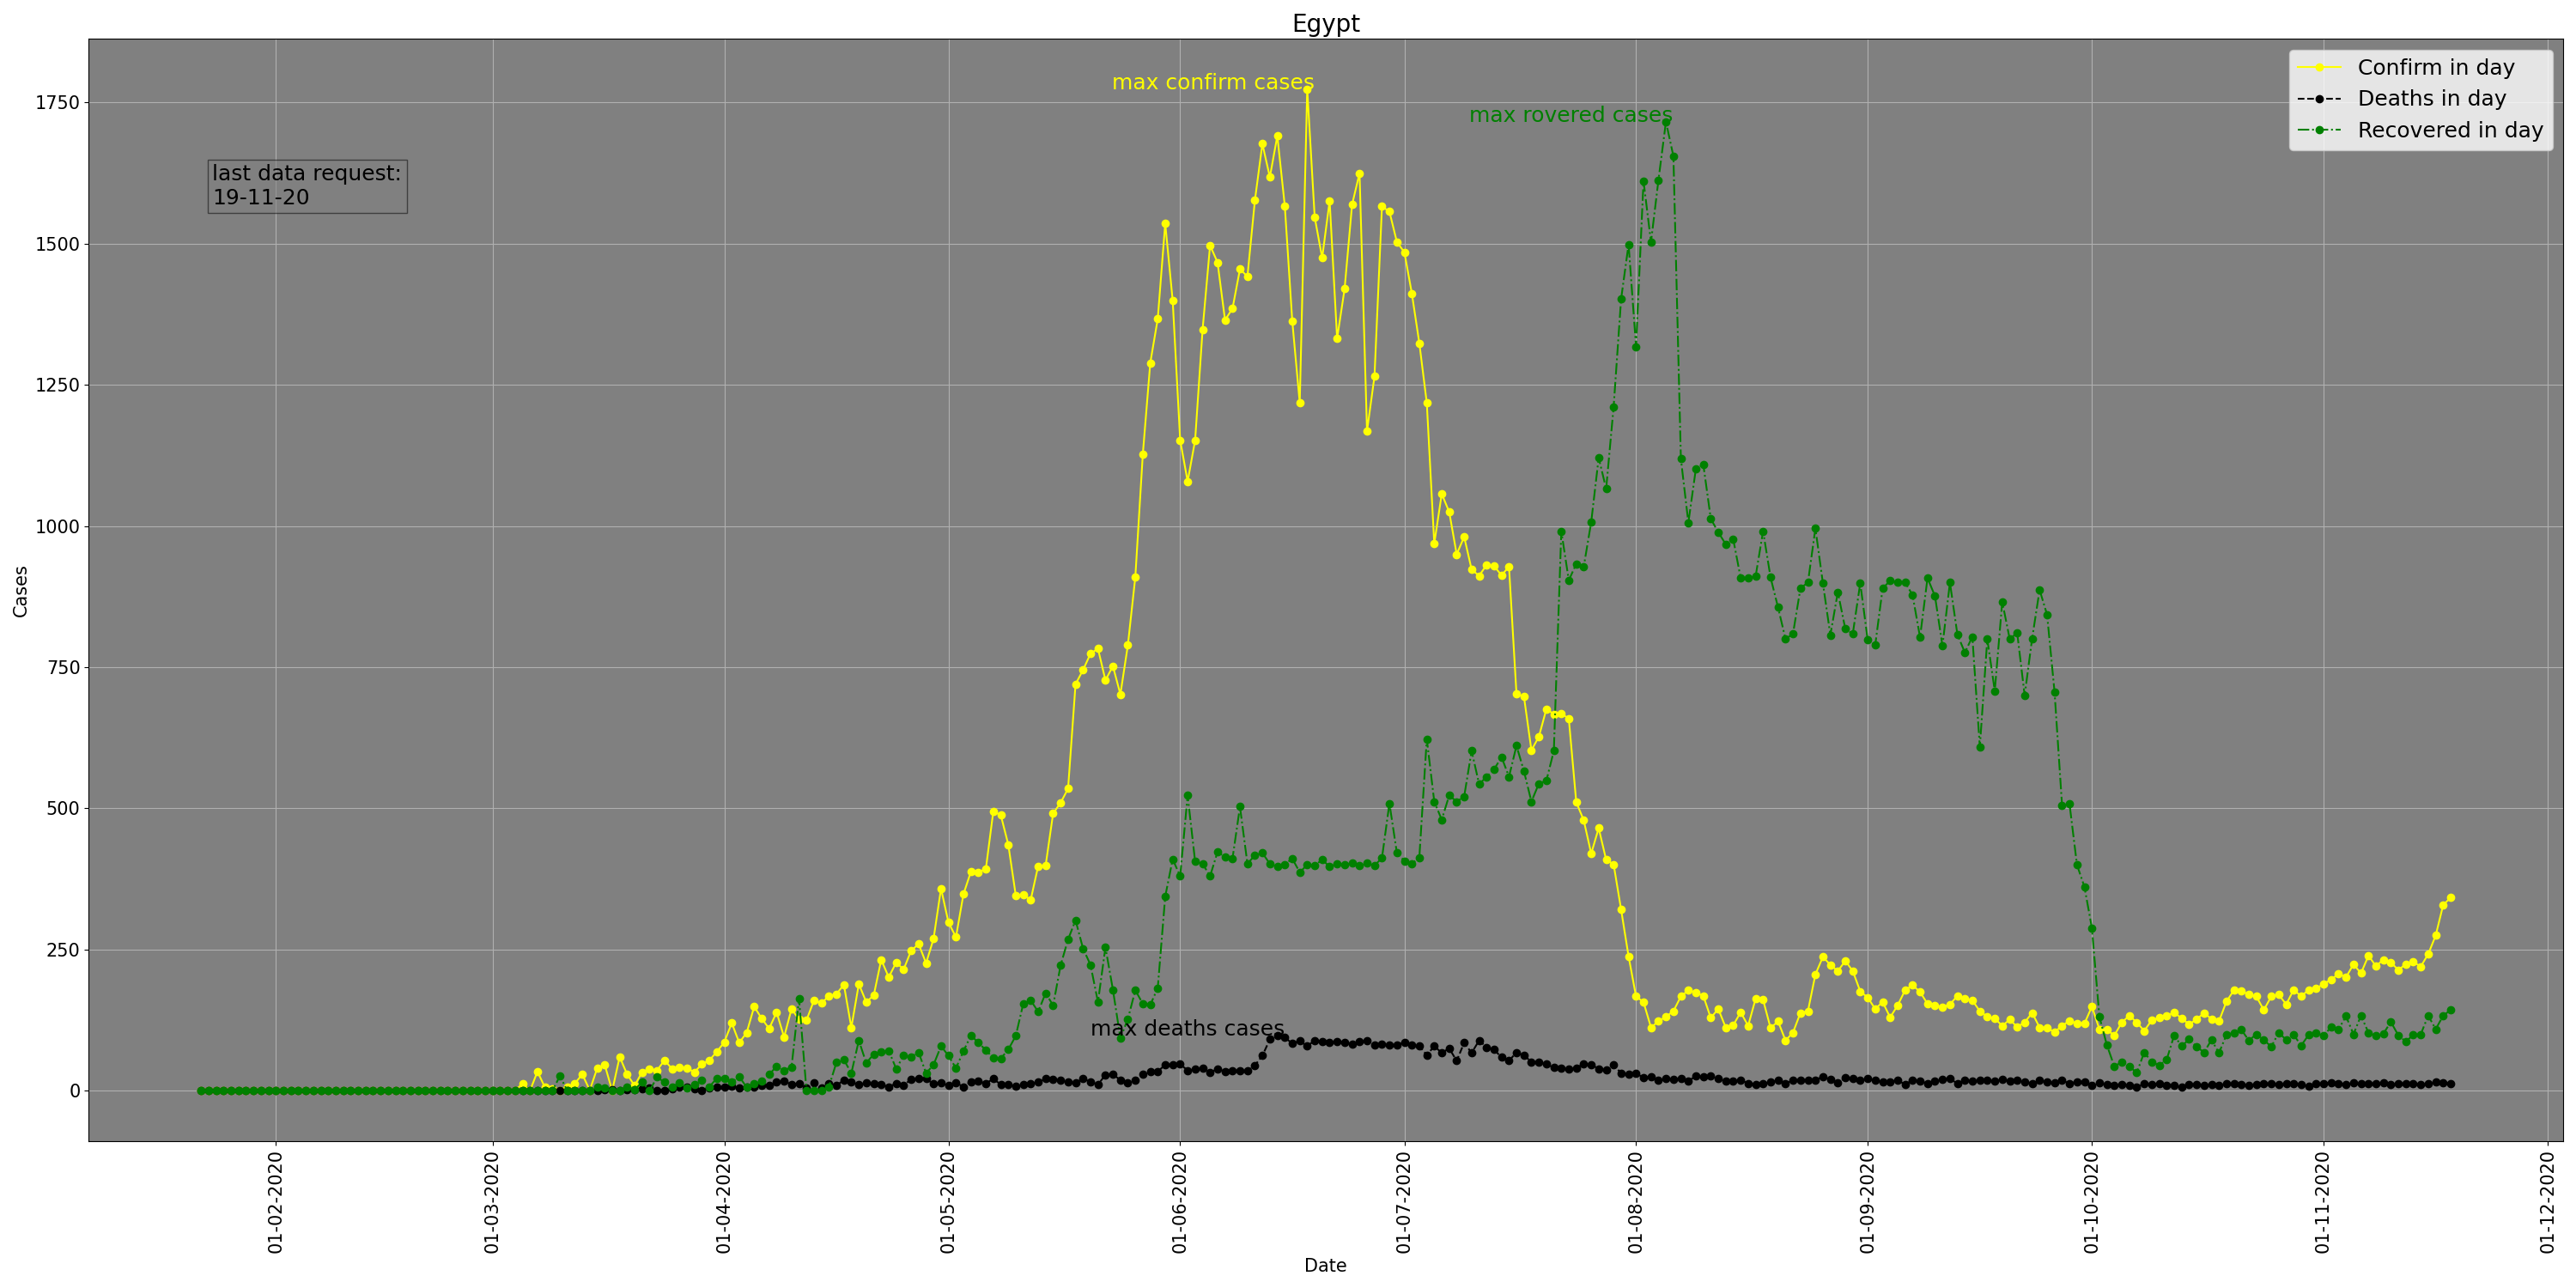 Egypt
max confirm cases
max rovered cases
Confirm in day
Deaths in day
Recovered in day
last data request:
19-11-20
max deaths cases
1750
1500
1250
1000
750
500
250
0
Cases
01-02-2020
01-03-2020
01-04-2020
01-05-2020
01-06-2020
01-07-2020
01-08-2020
01-09-2020
01-10-2020
01-11-2020
01-12-2020
Date